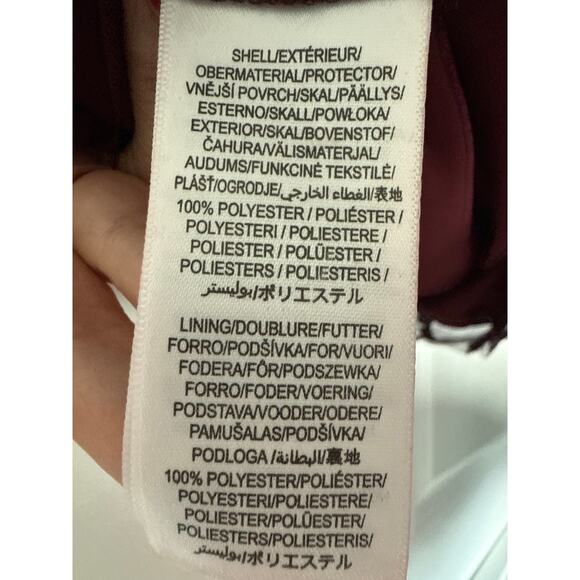 SHELL/EXTÉRIEUR/
OBERMATERIAL/PROTECTOR/
VNĚJŠÍ POVRCH/SKAL/PÄÄLLYS/
ESTERNO/SKALL/POWŁOKA/
EXTERIOR/SKAL/BOVENSTOF/
ČAHURA/VÄLISMATERJAL/
AUDUMS/FUNKCINĖ TEKSTILĖ/
PLÁŠŤ/OGRODJE/الغطاء الخارجي/表地
100% POLYESTER / POLIÉSTER /
POLYESTERI / POLIESTERE /
POLIESTER / POLÜESTER /
POLIESTERS / POLIESTERIS /
بوليستر/ポリエステル
LINING/DOUBLURE/FUTTER/
FORRO/PODŠÍVKA/FOR/VUORI/
FODERA/FÔR/PODSZEWKA/
FORRO/FODER/VOERING/
PODSTAVA/VOODER/ODERE/
PAMUŠALAS/PODŠÍVKA/
PODLOGA /البطانة/裏地
100% POLYESTER/POLIÉSTER/
POLYESTERI/POLIESTERE/
POLIESTER/POLÜESTER/
POLIESTERS/POLIESTERIS/
بوليستر/ポリエステル